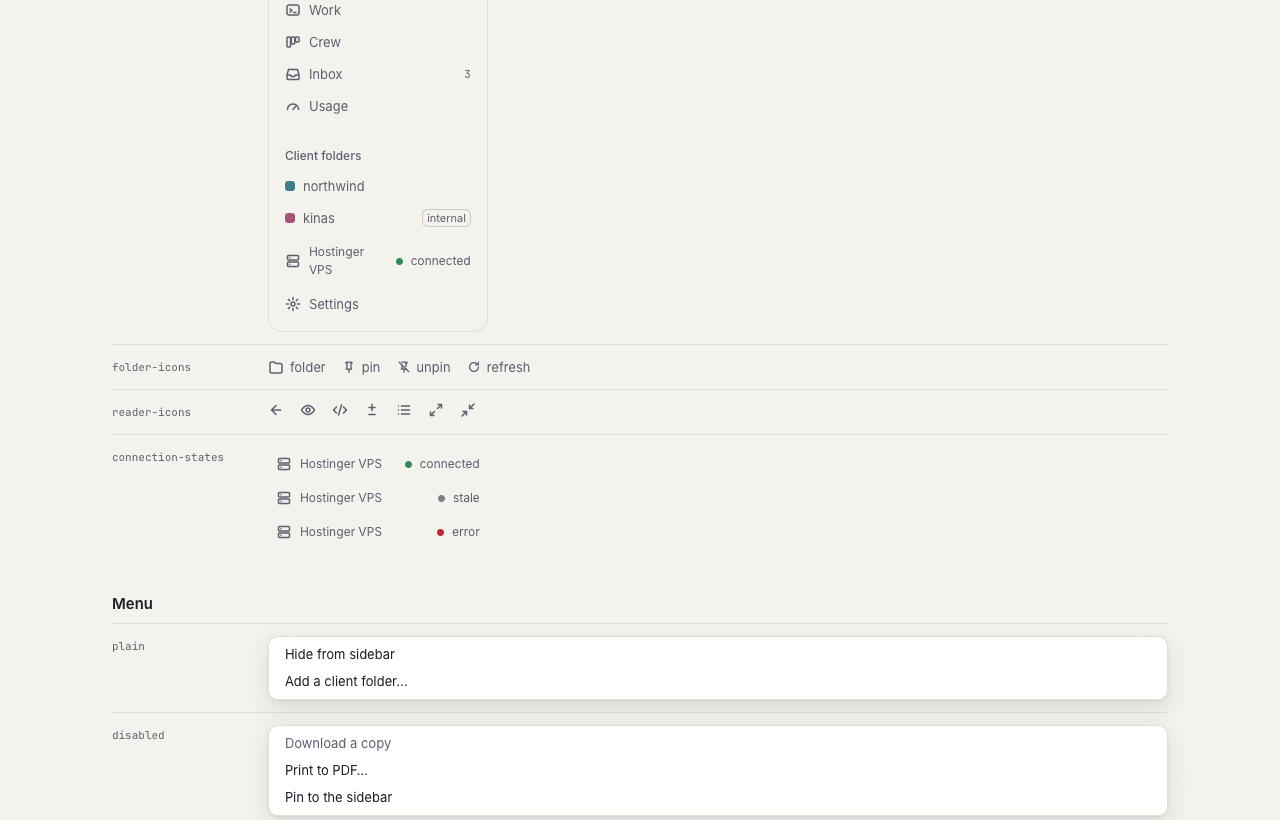 Work
Crew
Inbox 3
Usage
Client folders
northwind
kinas internal
Hostinger
VPS connected
Settings
folder-icons folder pin unpin refresh
reader-icons
connection-states Hostinger VPS connected
Hostinger VPS stale
Hostinger VPS error
Menu
plain Hide from sidebar
Add a client folder...
disabled Download a copy
Print to PDF...
Pin to the sidebar